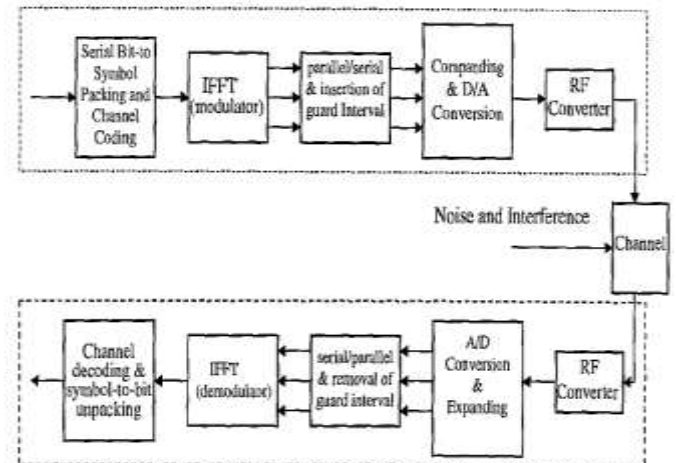 Serial Bit-to
Symbol
Packing and
Channel
Coding
IFFT
(modulator)
parallel/serial
& insertion of
guard Interval
Companding
& D/A
Conversion
RF
Converter
Noise and Interference
Channel
Channel
decoding &
symbol-to-bit
unpacking
IFFT
(demodulator)
serial/parallel
& removal of
guard interval
A/D
Conversion
&
Expanding
RF
Converter